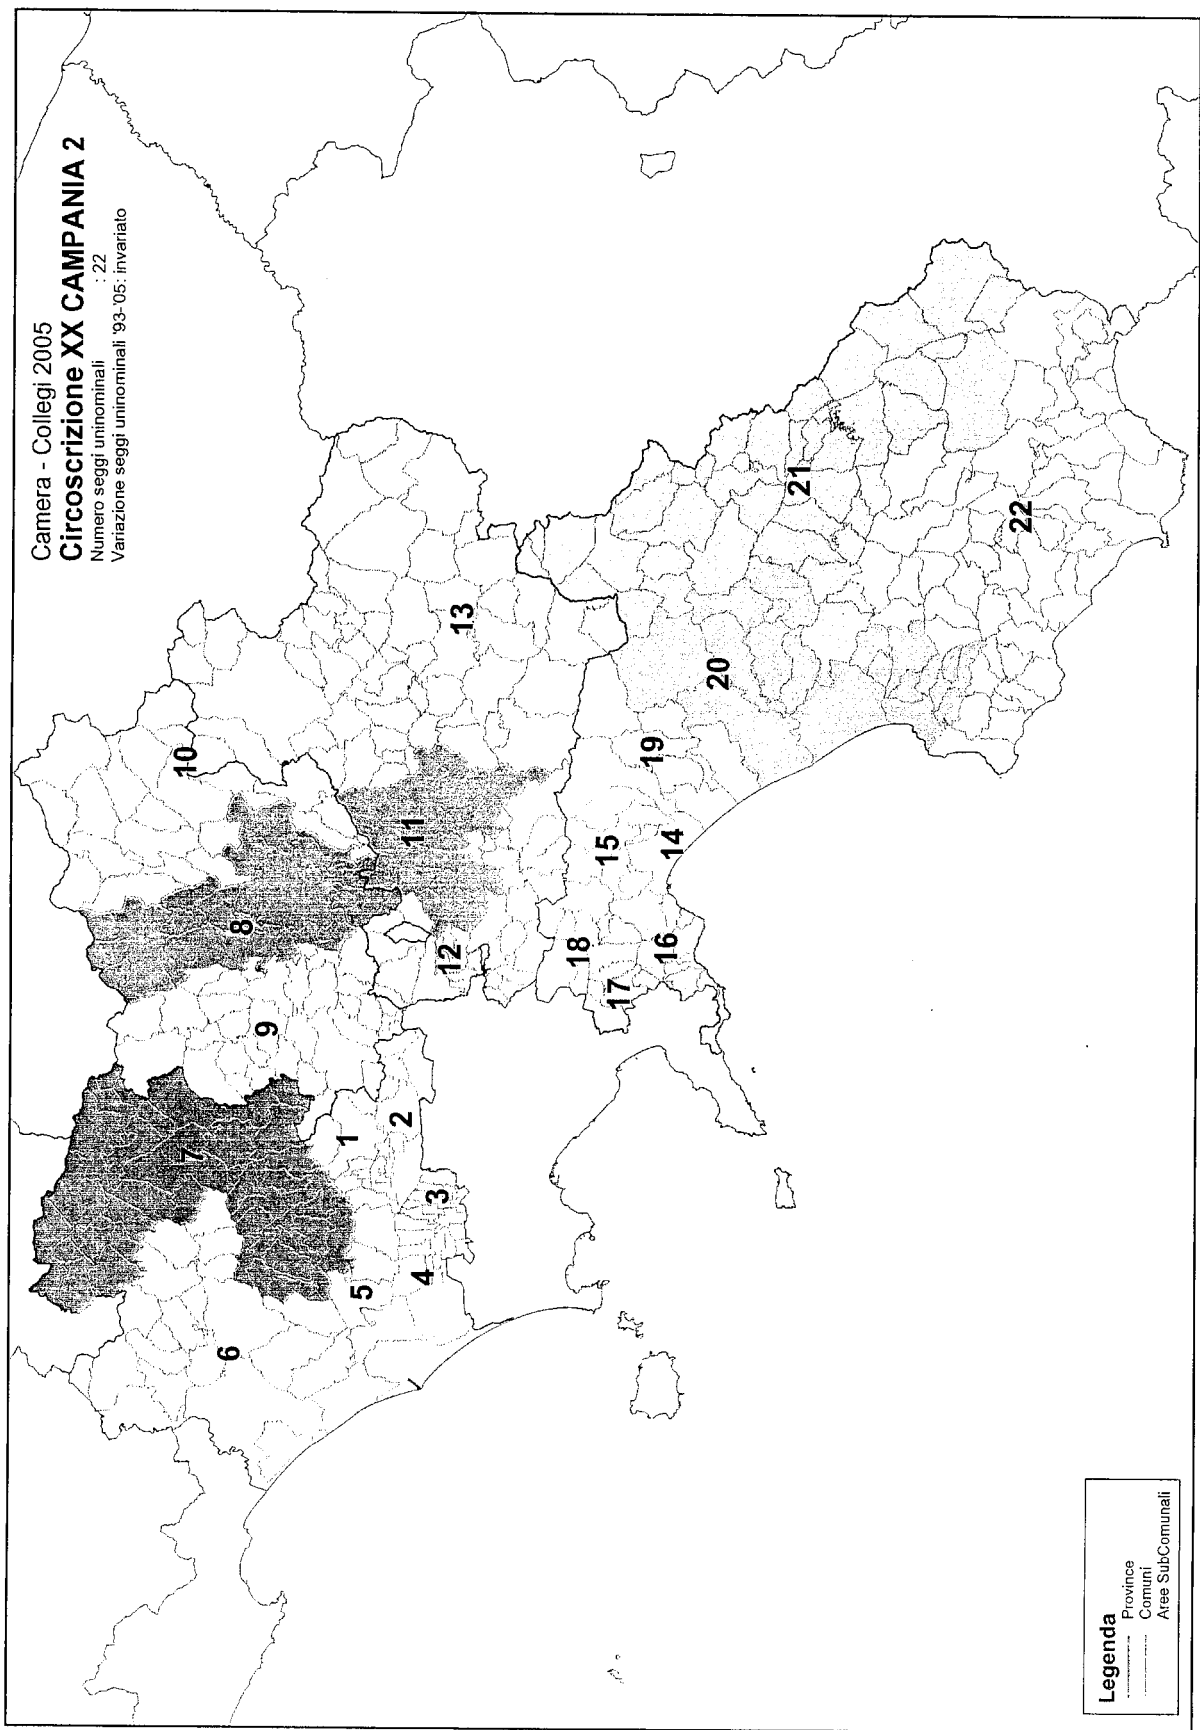 Camera - Collegi 2005
Circoscrizione XX CAMPANIA 2
Numero seggi uninominali : 22
Variazione seggi uninominali '93-'05: invariato
10
8
7
9
6
13
11
12
1
2
5
3
4
15
19
20
14
18
16
17
21
22
Legenda
Province
Comuni
Aree SubComunali